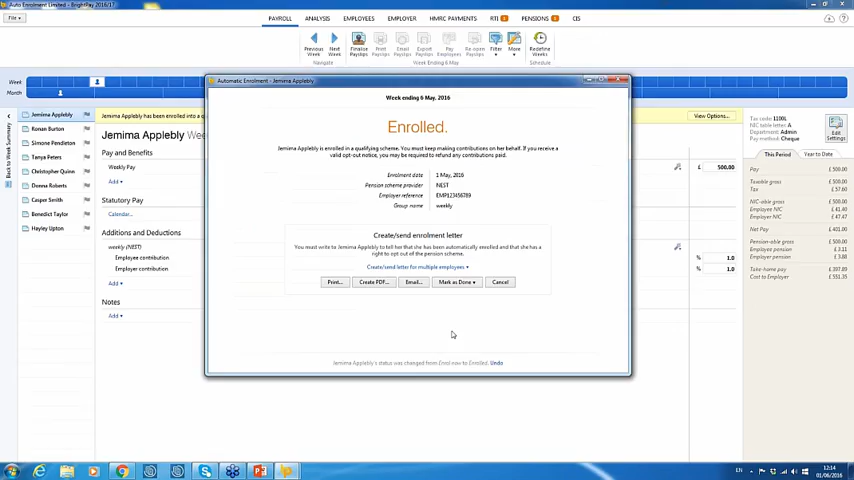 Auto Enrolment Limited - BrightPay 2016/17
File
PAYROLL ANALYSIS EMPLOYEES EMPLOYER HMRC PAYMENTS RTI PENSIONS CIS
Previous Week
Next Week
Finalise Payslips
Print Payslips
Email Payslips
Export Payslips
Pay Employees
Re-open Payslips
Filter
More
Redefine Weeks
Navigate
Week Ending 6 May
Schedule
Week
Month
Back to Week Summary
Jemima Applebly
Ronan Burton
Simone Pendleton
Tanya Peters
Christopher Quinn
Donna Roberts
Casper Smith
Benedict Taylor
Hayley Upton
Jemima Applebly has been enrolled into a q
View Options...
Jemima Applebly Wee
Pay and Benefits
Weekly Pay
£ 500.00
Add
Statutory Pay
Calendar...
Additions and Deductions
weekly (NEST)
Employee contribution
% 1.0
Employer contribution
% 1.0
Add
Notes
Add
Automatic Enrolment - Jemima Applebly
Week ending 6 May, 2016
Enrolled.
Jemima Applebly is enrolled in a qualifying scheme. You must keep making contributions on her behalf. If you receive a
valid opt-out notice, you may be required to refund any contributions paid.
Enrolment date 1 May, 2016
Pension scheme provider NEST
Employer reference EMP123456789
Group name weekly
Create/send enrolment letter
You must write to Jemima Applebly to tell her that she has been automatically enrolled and that she has a
right to opt out of the pension scheme.
Create/send letter for multiple employees
Print... Create PDF... Email... Mark as Done Cancel
Jemima Applebly's status was changed from Enrol now to Enrolled. Undo
Tax code: 1100L
NIC table letter: A
Department: Admin
Pay method: Cheque
Edit Settings
This Period Year to Date
Pay £500.00
Taxable gross £500.00
Tax £57.60
NIC-able gross £500.00
Employee NIC £41.40
Employer NIC £47.47
Net Pay £401.00
Pension-able gross £500.00
Employee pension £3.11
Employer pension £3.88
Take-home pay £397.89
Cost to Employer £551.35
EN
12:14
01/06/2016